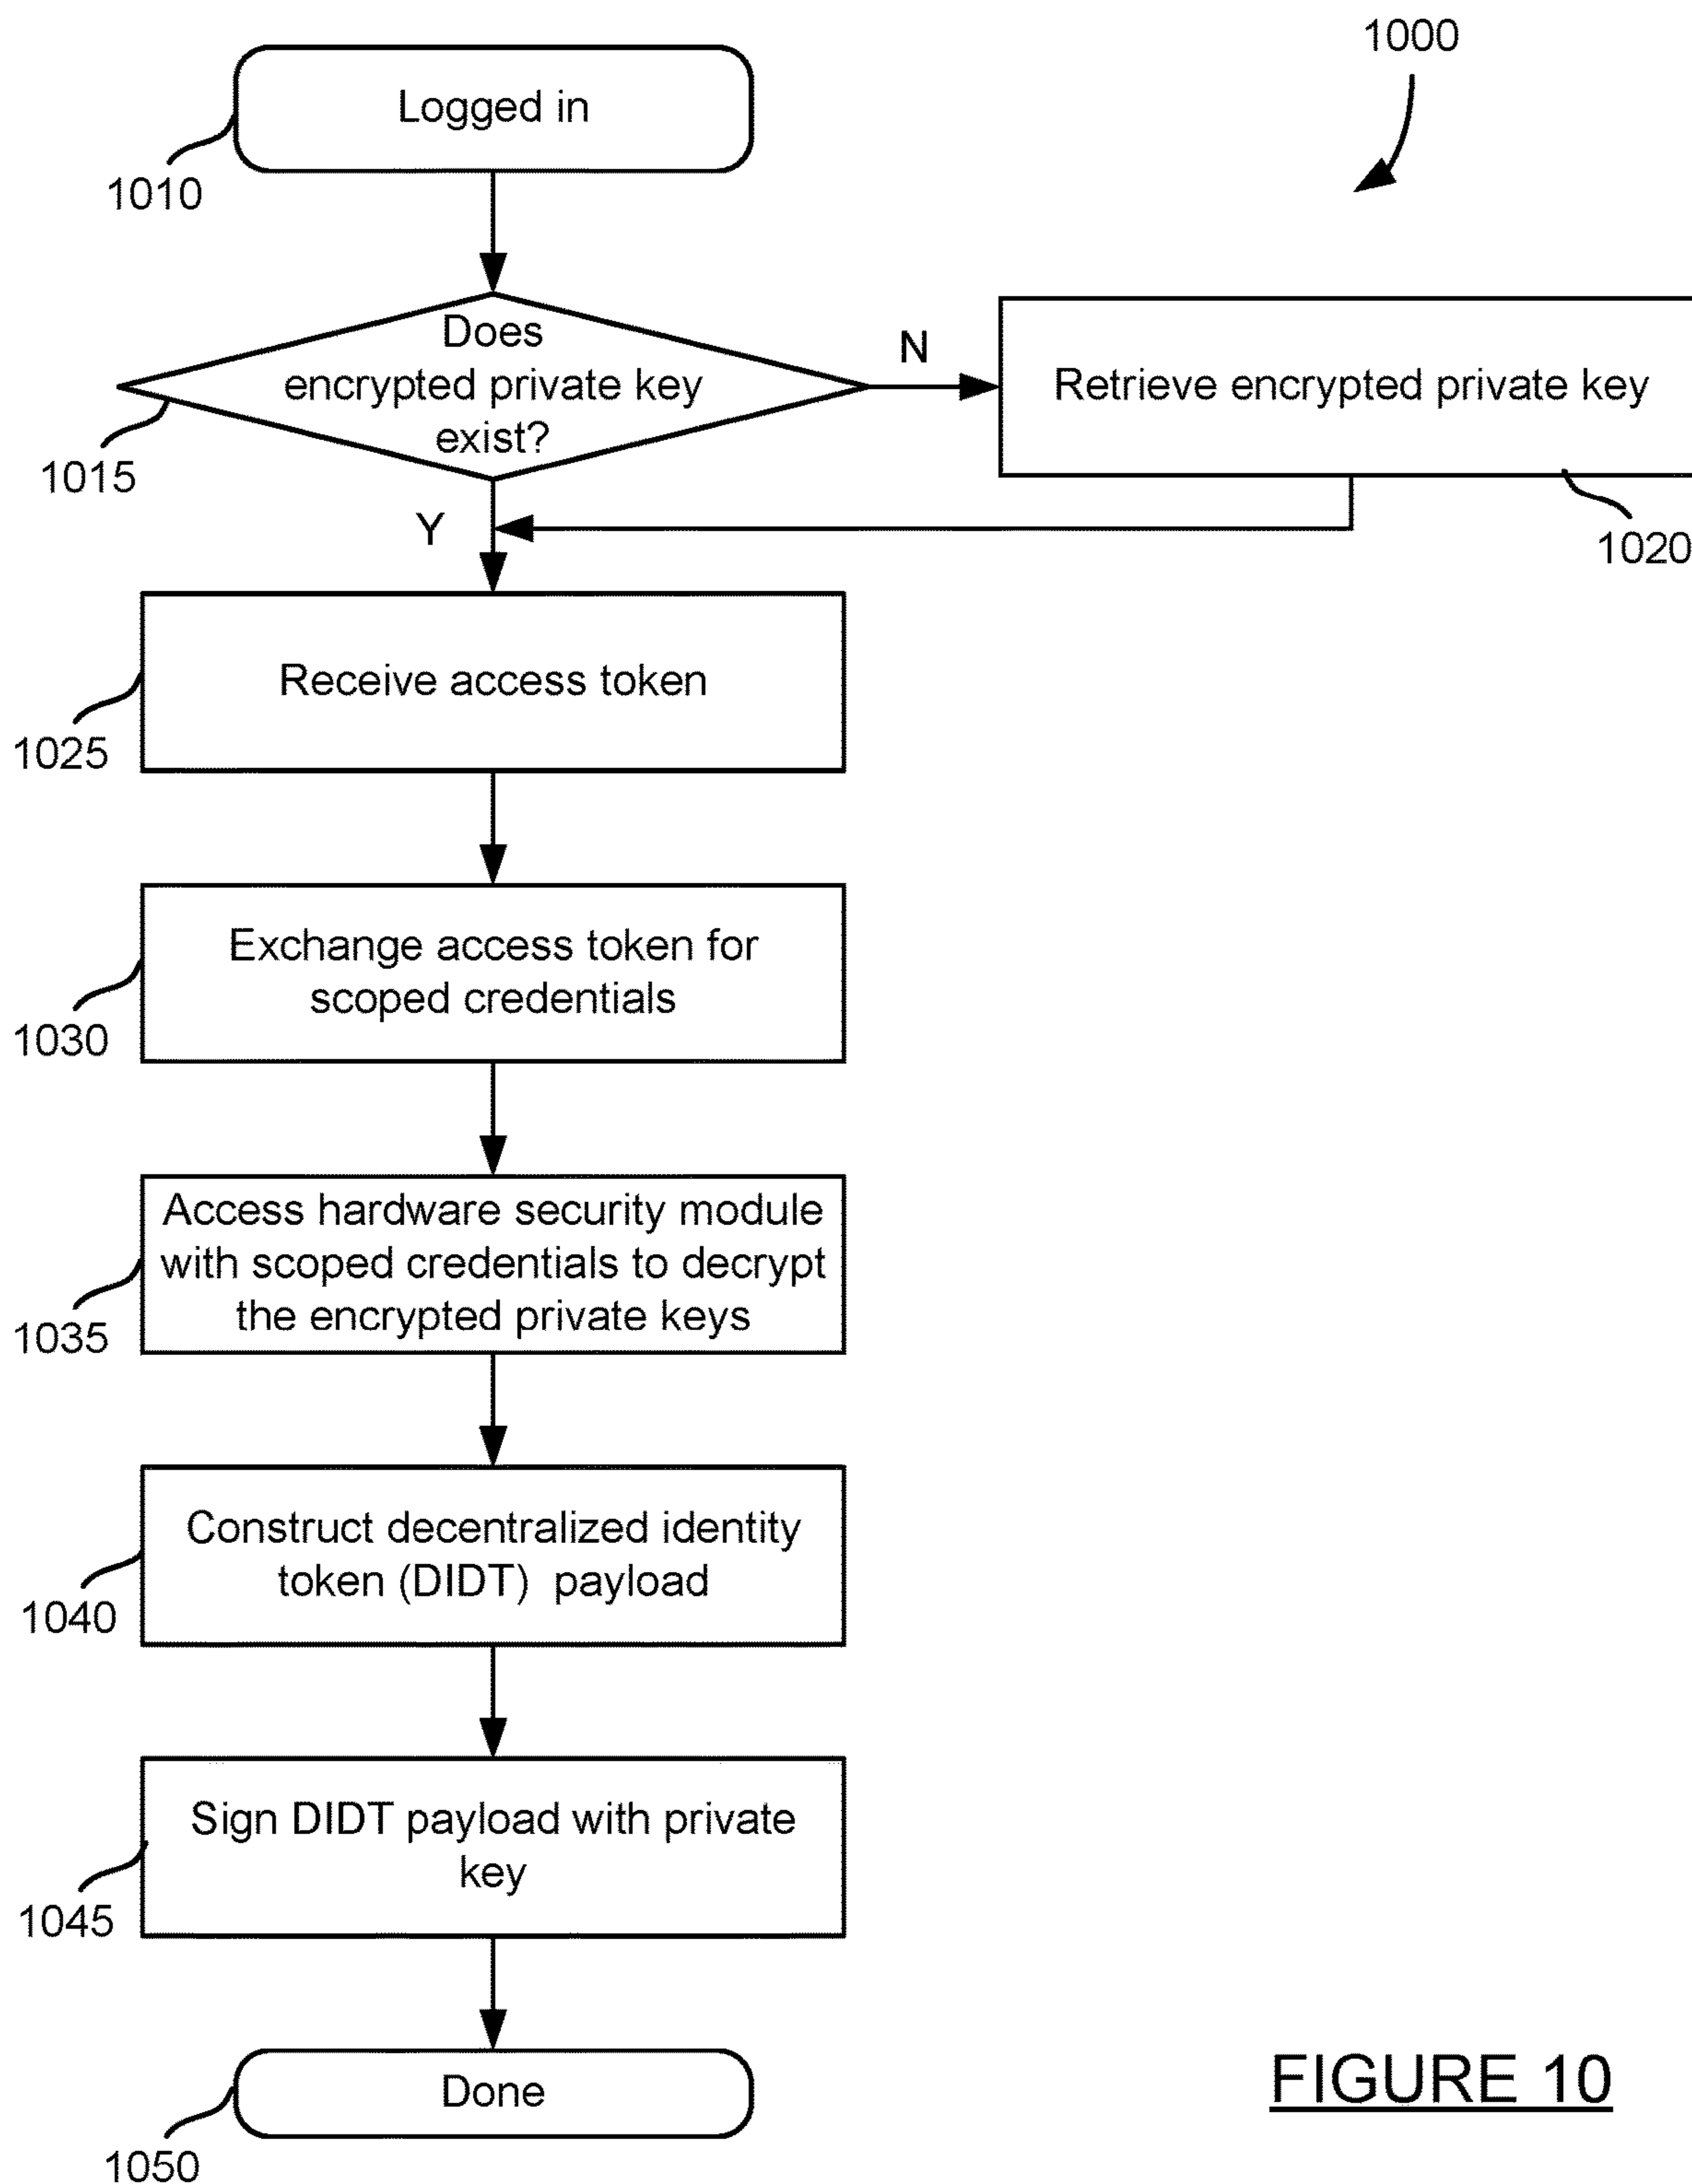 1000
Logged in
1010
Does
encrypted private key
exist?
1015
N
Retrieve encrypted private key
1020
Y
Receive access token
1025
Exchange access token for
scoped credentials
1030
Access hardware security module
with scoped credentials to decrypt
the encrypted private keys
1035
Construct decentralized identity
token (DIDT) payload
1040
Sign DIDT payload with private
key
1045
Done
1050
FIGURE 10